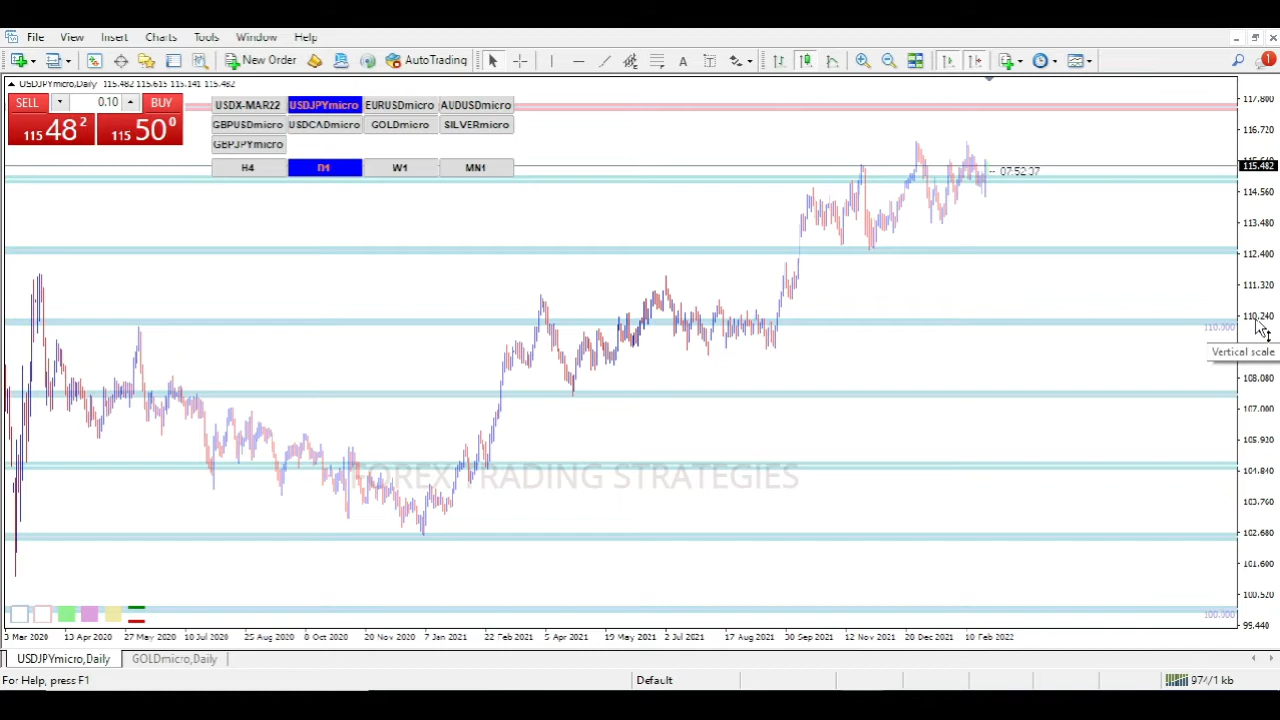 File View Insert Charts Tools Window Help
New Order AutoTrading
USDJPYmicro,Daily 115.482 115.615 115.141 115.482
SELL 0.10 BUY
115 48 2 115 50 0
USDX-MAR22 USDJPYmicro EURUSDmicro AUDUSDmicro
GBPUSDmicro USDCADmicro GOLDmicro SILVERmicro
GBPJPYmicro
H4 D1 W1 MN1
117.800
116.720
115.482
07:52:37
114.560
113.480
112.400
111.320
110.240
110.000
Vertical scale
108.080
107.000
105.920
104.840
FOREX TRADING STRATEGIES
103.760
102.680
101.600
100.520
100.000
99.440
3 Mar 2020 13 Apr 2020 27 May 2020 10 Jul 2020 25 Aug 2020 8 Oct 2020 20 Nov 2020 7 Jan 2021 22 Feb 2021 5 Apr 2021 19 May 2021 2 Jul 2021 17 Aug 2021 30 Sep 2021 12 Nov 2021 28 Dec 2021 10 Feb 2022
USDJPYmicro,Daily GOLDmicro,Daily
For Help, press F1 Default 974/1 kb